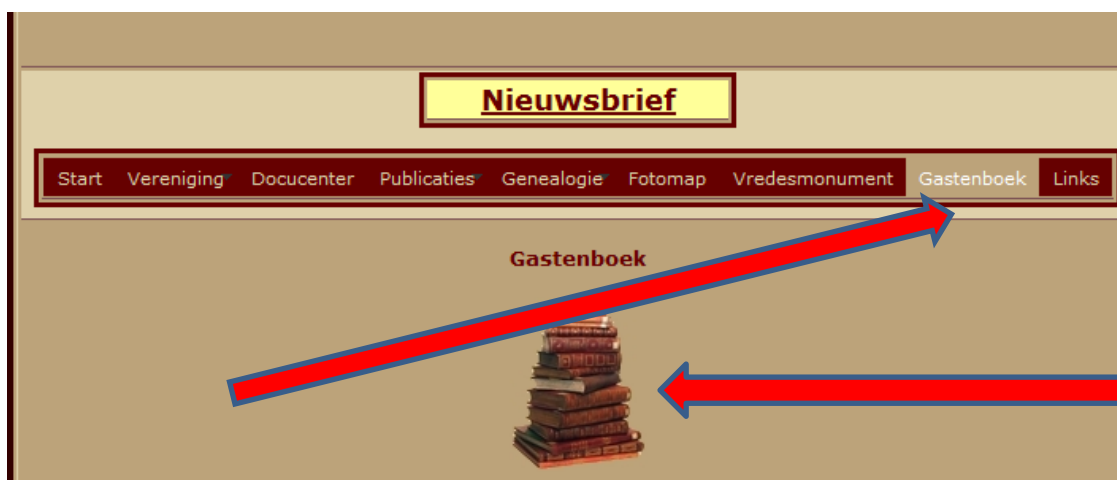 Nieuwsbrief
Start Vereniging Docucenter Publicaties Genealogie Fotomap Vredesmonument Gastenboek Links
Gastenboek